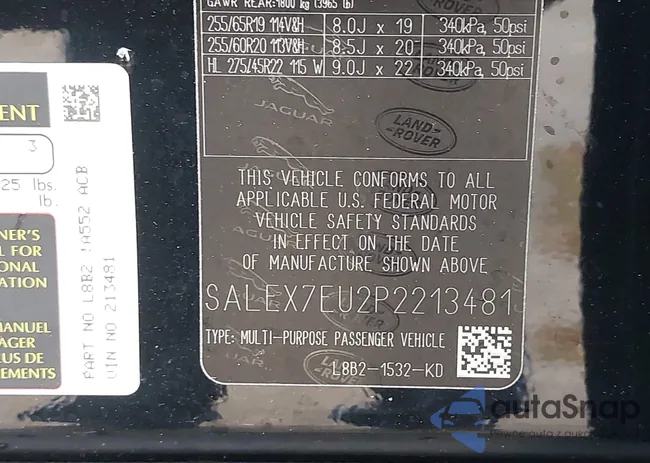 GAWR REAR:1800 kg (3965 lb)
255/65R19 114V&H 8.0J x 19 340kPa, 50psi
255/60R20 113V&H 8.5J x 20 340kPa, 50psi
HL 275/45R22 115 W 9.0J x 22 340kPa, 50psi
JAGUAR
LAND-ROVER
THIS VEHICLE CONFORMS TO ALL
APPLICABLE U.S. FEDERAL MOTOR
VEHICLE SAFETY STANDARDS
IN EFFECT ON THE DATE
OF MANUFACTURE SHOWN ABOVE
SALEX7EU2P2213481
TYPE: MULTI-PURPOSE PASSENGER VEHICLE
L8B2-1532-KD
ENT
3
25 lbs.
lb.
NER'S
L FOR
ONAL
ATION
MANUEL
AGER
LUS DE
EMENTS
PART NO L8B2 1A552 ACB
VIN NO 213481
autaSnap